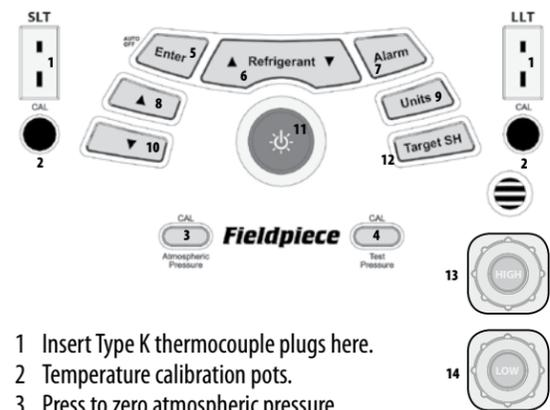 SLT
LLT
AUTO OFF
Enter 5
▲ 6 Refrigerant ▼
Alarm 7
1
1
CAL
CAL
▲ 8
Units 9
2
▼ 10
11
12 Target SH
2
CAL
CAL
3
Fieldpiece
4
Atmospheric Pressure
Test Pressure
13 HIGH
14 LOW
1 Insert Type K thermocouple plugs here.
2 Temperature calibration pots.
3 Press to zero atmospheric pressure